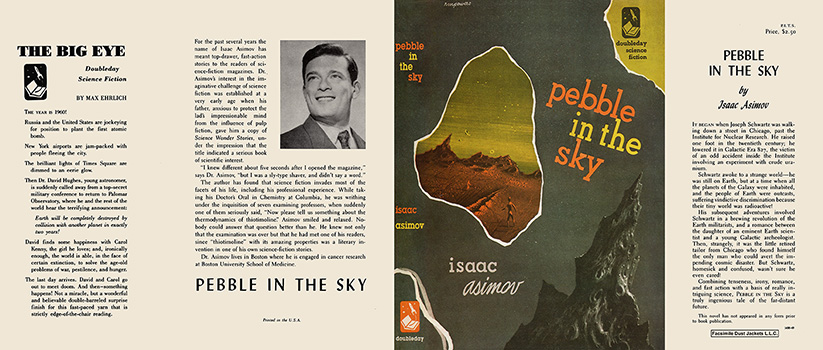 THE BIG EYE
Doubleday
Science Fiction
BY MAX EHRLICH
THE YEAR IS 1960!
Russia and the United States are jockeying
for position to plant the first atomic
bomb.
New York airports are jam-packed with
people fleeing the city.
The brilliant lights of Times Square are
dimmed to an eerie glow.
Then Dr. David Hughes, young astronomer,
is suddenly called away from a top-secret
military conference to return to Palomar
Observatory, where he and the rest of the
world hear the terrifying announcement:
Earth will be completely destroyed by
collision with another planet in exactly
two years!
David finds some happiness with Carol
Kenny, the girl he loves; and, ironically
enough, the world is able, in the face of
certain extinction, to solve the age-old
problems of war, pestilence, and hunger.
The last day arrives. David and Carol go
out to meet doom. And then—something
happens! Not a miracle, but a wonderful
and believable double-barreled surprise
finish for this fast-paced yarn that is
strictly edge-of-the-chair reading.
For the past several years the
name of Isaac Asimov has
meant top-drawer, fast-action
stories to the readers of sci-
ence-fiction magazines. Dr.
Asimov's interest in the im-
aginative challenge of science
fiction was established at a
very early age when his
father, anxious to protect the
lad's impressionable mind
from the influence of pulp
fiction, gave him a copy of
Science Wonder Stories, un-
der the impression that the
title indicated a serious book
of scientific interest.
"I knew different about five seconds after I opened the magazine,"
says Dr. Asimov, "but I was a sly-type shaver, and didn't say a word."
The author has found that science fiction invades most of the
facets of his life, including his professional experience. While tak-
ing his Doctor's Oral in Chemistry at Columbia, he was writhing
under the inquisition of seven examining professors, when suddenly
one of them seriously said, "Now please tell us something about the
thermodynamics of thiotimoline." Asimov smiled and relaxed. No-
body could answer that question better than he. He knew not only
that the examination was over but that he had met one of his readers,
since "thiotimoline" with its amazing properties was a literary in-
vention in one of his own science-fiction stories.
Dr. Asimov lives in Boston where he is engaged in cancer research
at Boston University School of Medicine.
PEBBLE IN THE SKY
Printed in the U.S.A.
pebble
in
the
sky
isaac
asimov
doubleday
doubleday
science
fiction
pebble
in the
sky
isaac
asimov
P.I.T.S.
Price, $2.50
PEBBLE
IN THE SKY
by
Isaac Asimov
IT BEGAN when Joseph Schwartz was walk-
ing down a street in Chicago, past the
Institute for Nuclear Research. He raised
one foot in the twentieth century; he
lowered it in Galactic Era 827, the victim
of an odd accident inside the Institute
involving an experiment with crude ura-
nium.
Schwartz awoke to a strange world—he
was still on Earth, but at a time when all
the planets of the Galaxy were inhabited,
and the people of Earth were outcasts,
suffering vindictive discrimination because
their tiny world was radioactive!
His subsequent adventures involved
Schwartz in a brewing revolution of the
Earth militarists, and a romance between
the daughter of an eminent Earth scien-
tist and a young Galactic archeologist.
Then, strangely, it was the little retired
tailor from Chicago who found himself
the only man who could avert the im-
pending cosmic disaster. But Schwartz,
homesick and confused, wasn't sure he
even cared!
Combining tenseness, irony, romance,
and fast action with a basis of really in-
triguing science, PEBBLE IN THE SKY is a
truly ingenious tale of the far-distant
future.
This novel has not appeared in any form prior
to book publication.
Facsimile Dust Jackets L.L.C.